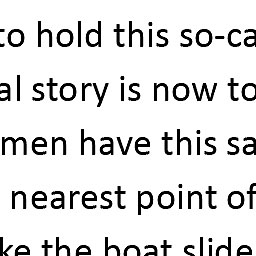 to hold this so-ca
al story is now to
men have this sa
nearest point of
ke the boat slide